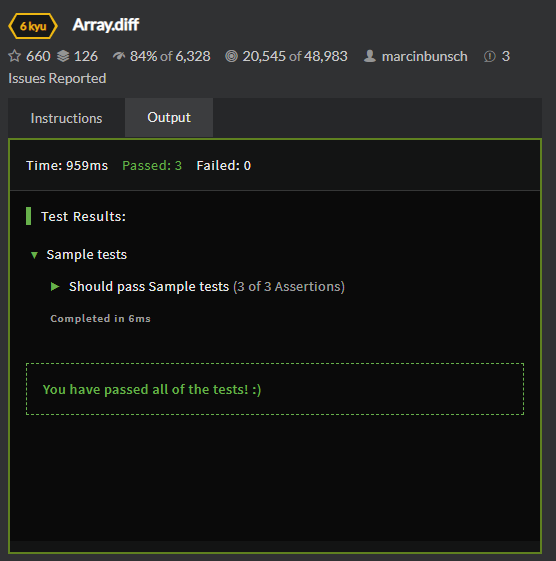 6 kyu Array.diff
660 126 84% of 6,328 20,545 of 48,983 marcinbunsch 3
Issues Reported
Instructions Output
Time: 959ms Passed: 3 Failed: 0
Test Results:
Sample tests
Should pass Sample tests (3 of 3 Assertions)
Completed in 6ms
You have passed all of the tests! :)